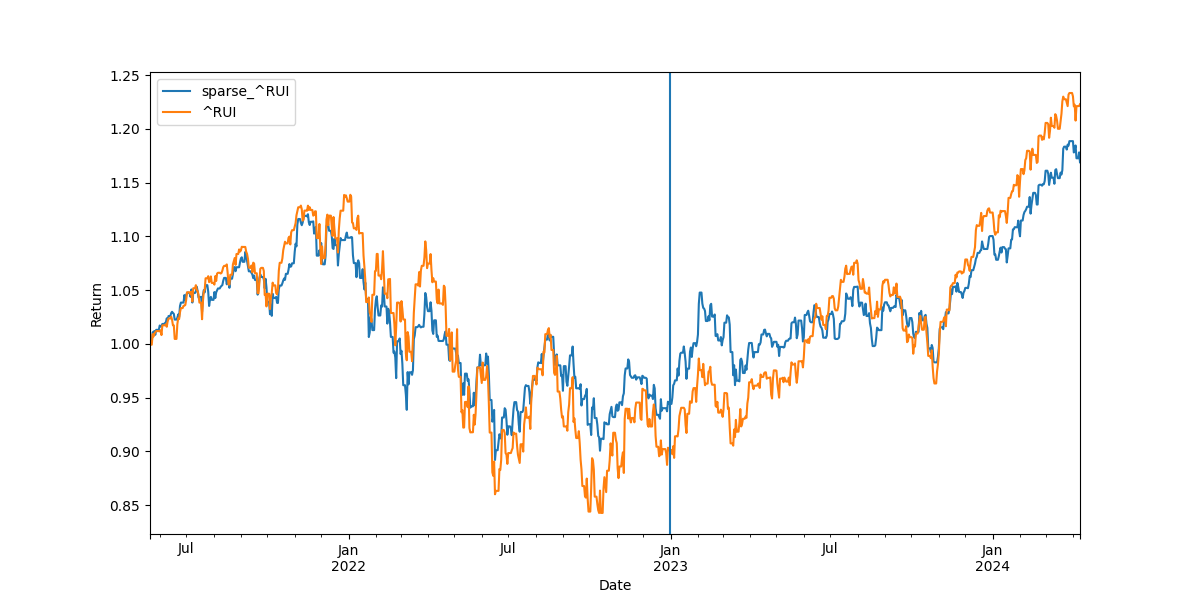 sparse_^RUI
^RUI
1.25
1.20
1.15
1.10
1.05
1.00
0.95
0.90
0.85
Return
Jul
Jan
2022
Jul
Jan
2023
Jul
Jan
2024
Date